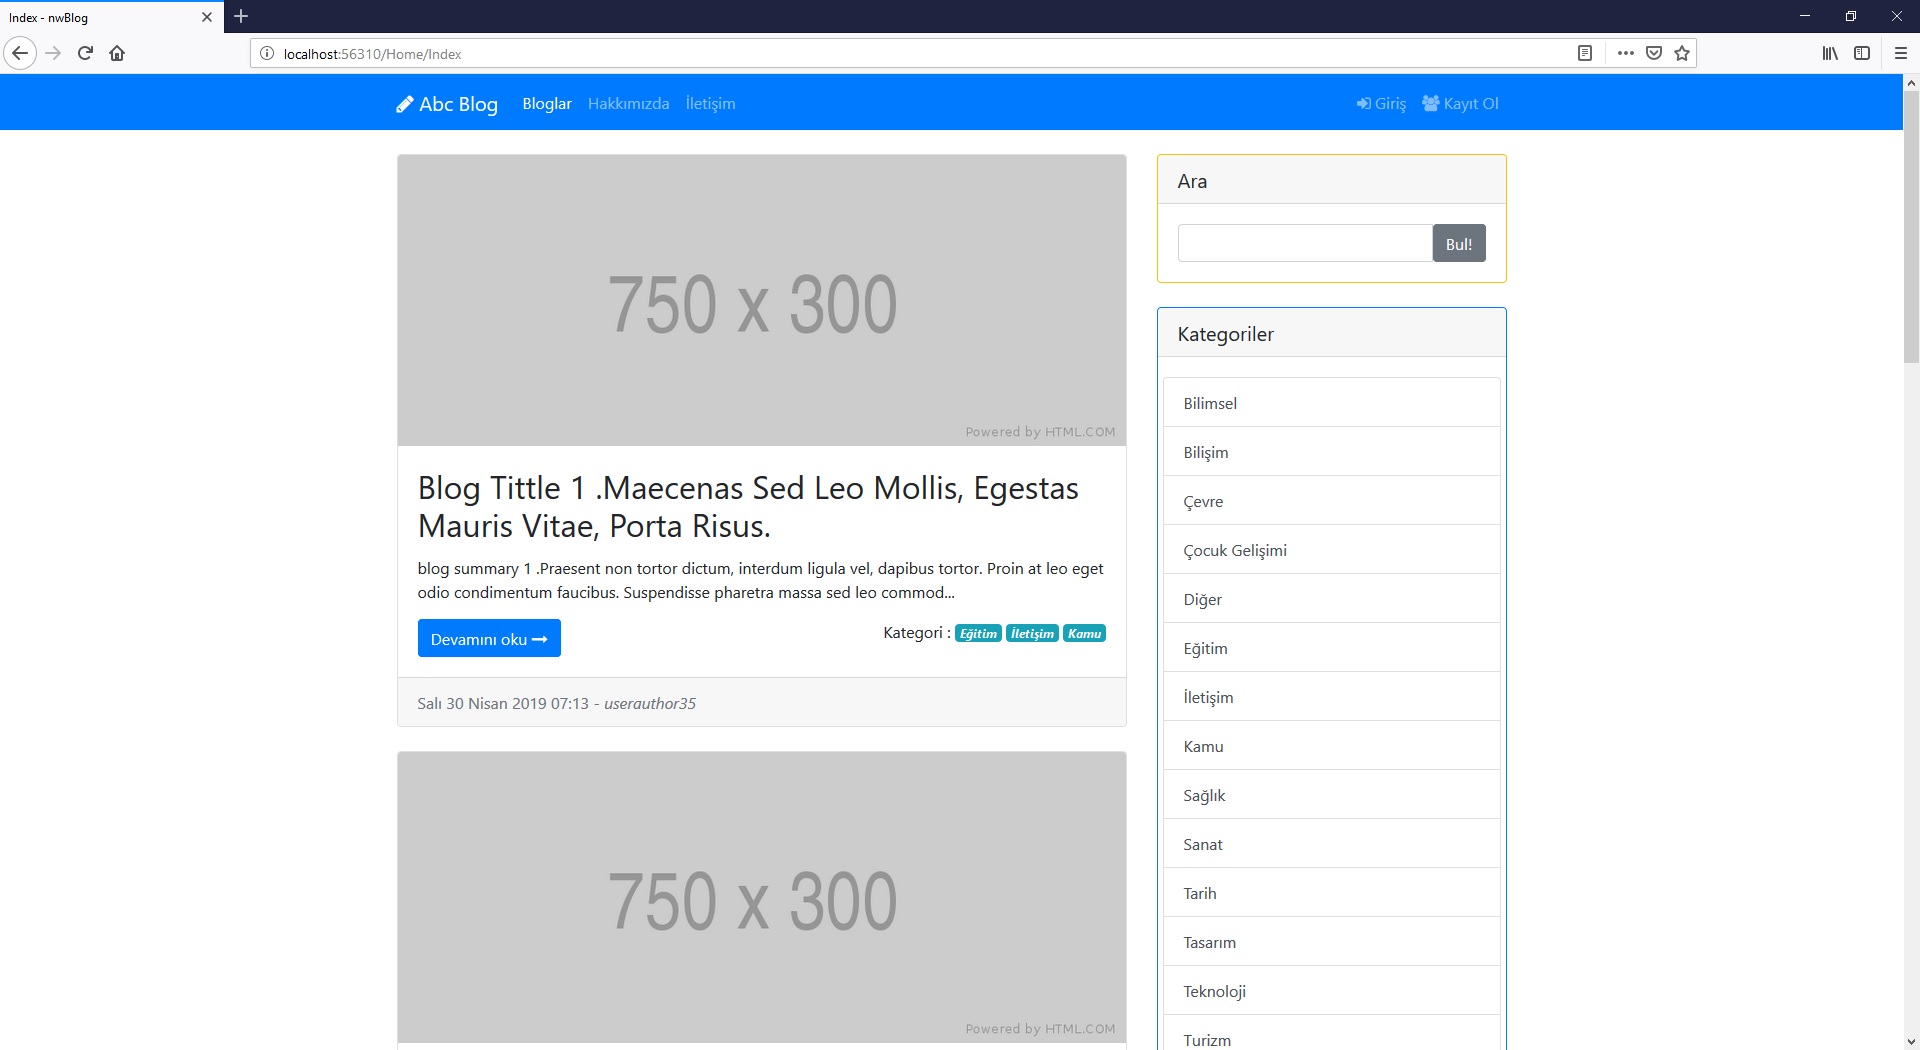 Index - nwBlog
localhost:56310/Home/Index
Abc Blog Bloglar Hakkımızda İletişim Giriş Kayıt Ol
750 x 300
Powered by HTML.COM
Blog Tittle 1 .Maecenas Sed Leo Mollis, Egestas
Mauris Vitae, Porta Risus.
blog summary 1 .Praesent non tortor dictum, interdum ligula vel, dapibus tortor. Proin at leo eget
odio condimentum faucibus. Suspendisse pharetra massa sed leo commod...
Devamını oku
Kategori : Eğitim İletişim Kamu
Salı 30 Nisan 2019 07:13 - userauthor35
750 x 300
Powered by HTML.COM
Ara
Bul!
Kategoriler
Bilimsel
Bilişim
Çevre
Çocuk Gelişimi
Diğer
Eğitim
İletişim
Kamu
Sağlık
Sanat
Tarih
Tasarım
Teknoloji
Turizm